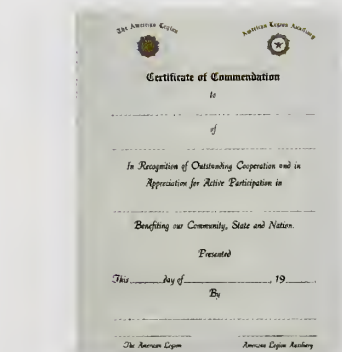 The American Legion
American Legion Auxiliary
Certificate of Commendation
to
of
In Recognition of Outstanding Cooperation and in
Appreciation for Active Participation in
Benefiting our Community, State and Nation.
Presented
This day of 19
By
The American Legion American Legion Auxiliary